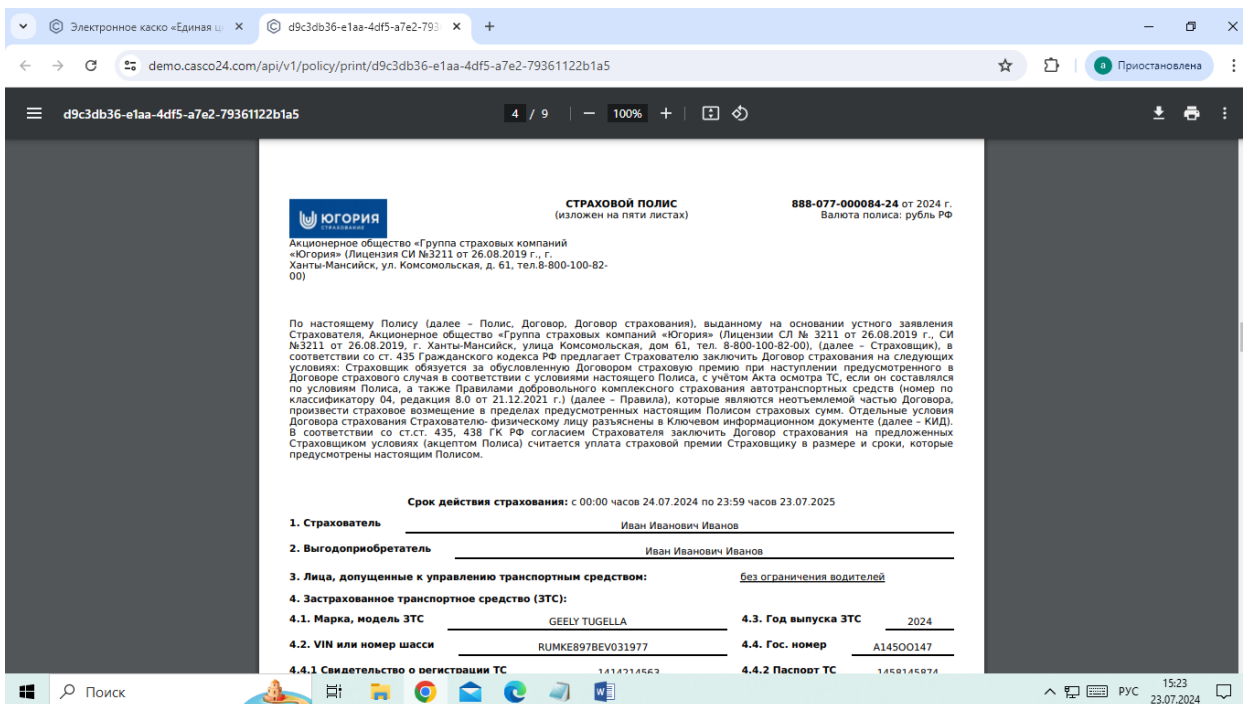 Электронное каско «Единая ц
d9c3db36-e1aa-4df5-a7e2-793
demo.casco24.com/api/v1/policy/print/d9c3db36-e1aa-4df5-a7e2-79361122b1a5
а Приостановлена
d9c3db36-e1aa-4df5-a7e2-79361122b1a5
4 / 9
100%
ЮГОРИЯ
СТРАХОВАНИЕ
СТРАХОВОЙ ПОЛИС
(изложен на пяти листах)
888-077-000084-24 от 2024 г.
Валюта полиса: рубль РФ
Акционерное общество «Группа страховых компаний
«Югория» (Лицензия СИ №3211 от 26.08.2019 г., г.
Ханты-Мансийск, ул. Комсомольская, д. 61, тел.8-800-100-82-
00)
По настоящему Полису (далее – Полис, Договор, Договор страхования), выданному на основании устного заявления
Страхователя, Акционерное общество «Группа страховых компаний «Югория» (Лицензии СЛ № 3211 от 26.08.2019 г., СИ
№3211 от 26.08.2019, г. Ханты-Мансийск, улица Комсомольская, дом 61, тел. 8-800-100-82-00), (далее – Страховщик), в
соответствии со ст. 435 Гражданского кодекса РФ предлагает Страхователю заключить Договор страхования на следующих
условиях: Страховщик обязуется за обусловленную Договором страховую премию при наступлении предусмотренного в
Договоре страхового случая в соответствии с условиями настоящего Полиса, с учётом Акта осмотра ТС, если он составлялся
по условиям Полиса, а также Правилами добровольного комплексного страхования автотранспортных средств (номер по
классификатору 04, редакция 8.0 от 21.12.2021 г.) (далее – Правила), которые являются неотъемлемой частью Договора,
произвести страховое возмещение в пределах предусмотренных настоящим Полисом страховых сумм. Отдельные условия
Договора страхования Страхователю- физическому лицу разъяснены в Ключевом информационном документе (далее – КИД).
В соответствии со ст.ст. 435, 438 ГК РФ согласием Страхователя заключить Договор страхования на предложенных
Страховщиком условиях (акцептом Полиса) считается уплата страховой премии Страховщику в размере и сроки, которые
предусмотрены настоящим Полисом.
Срок действия страхования: с 00:00 часов 24.07.2024 по 23:59 часов 23.07.2025
1. Страхователь Иван Иванович Иванов
2. Выгодоприобретатель Иван Иванович Иванов
3. Лица, допущенные к управлению транспортным средством: без ограничения водителей
4. Застрахованное транспортное средство (ЗТС):
4.1. Марка, модель ЗТС GEELY TUGELLA 4.3. Год выпуска ЗТС 2024
4.2. VIN или номер шасси RUMKE897BEV031977 4.4. Гос. номер А145ОО147
4.4.1 Свидетельство о регистрации ТС 1414214563 4.4.2 Паспорт ТС 1458145874
Поиск
РУС
15:23
23.07.2024